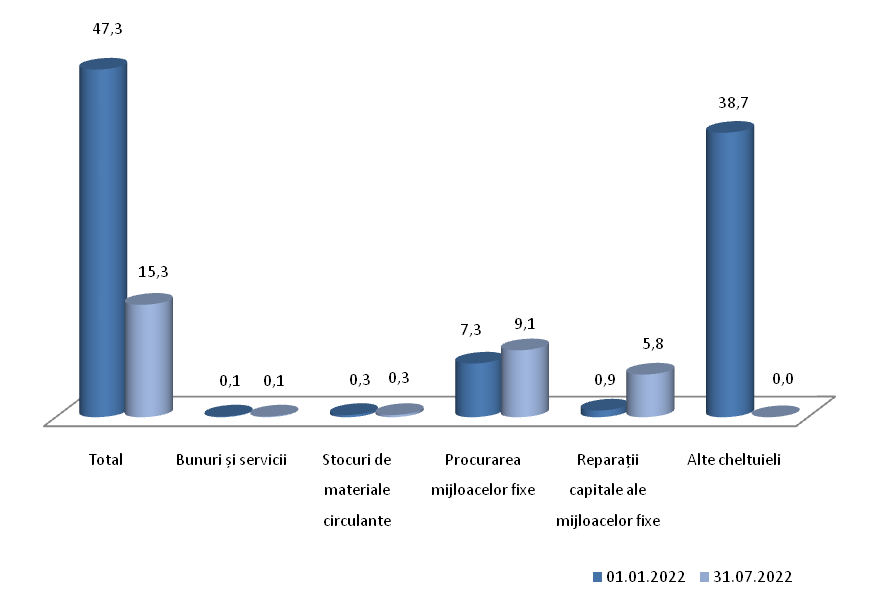 47,3
38,7
15,3
7,3 9,1
5,8
0,1 0,1 0,3 0,3 0,9 0,0
Total Bunuri și servicii Stocuri de Procurarea Reparații Alte cheltuieli
materiale mijloacelor fixe capitale ale
circulante mijloacelor fixe
01.01.2022 31.07.2022